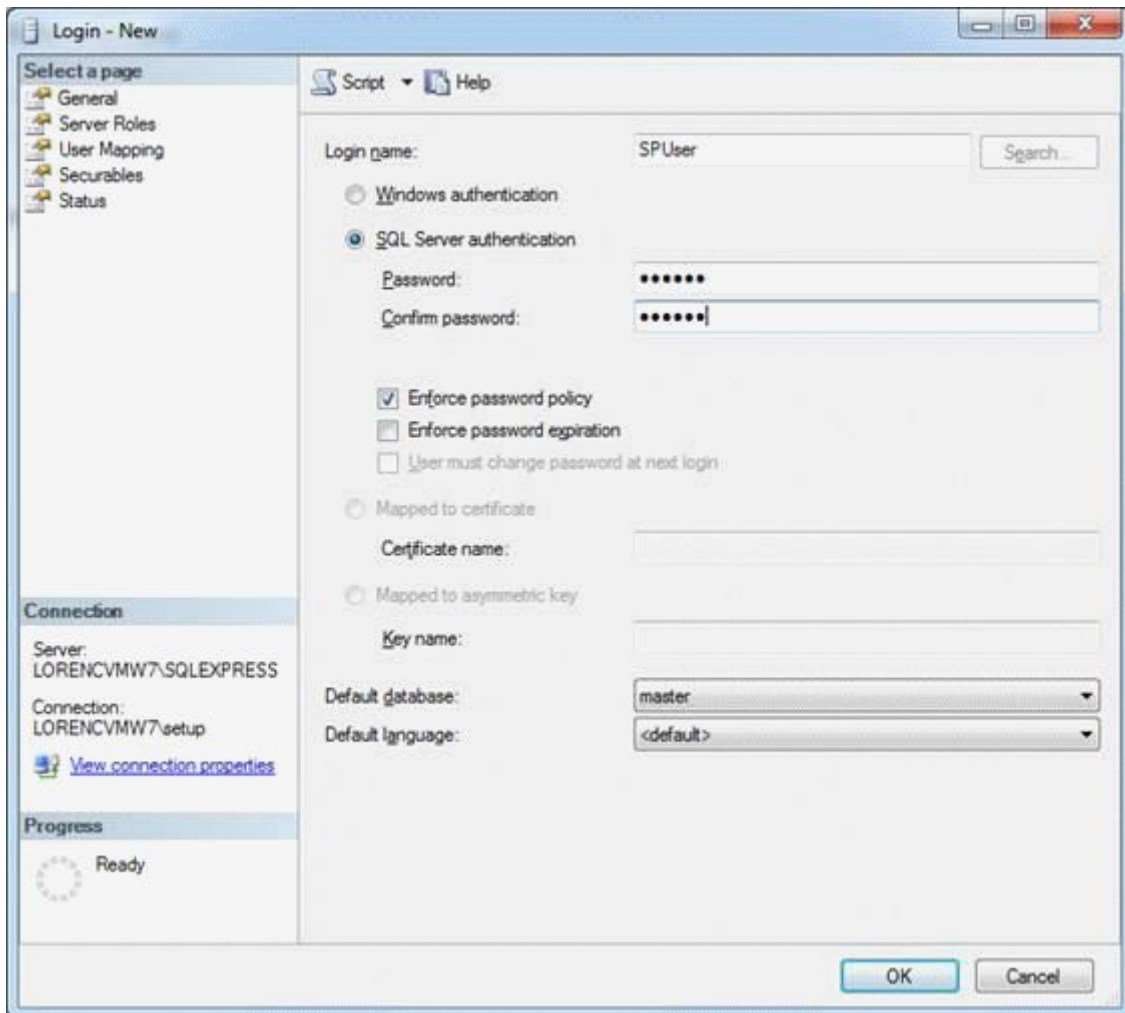 Login - New
Select a page
General
Server Roles
User Mapping
Securables
Status
Script Help
Login name: SPUser Search...
Windows authentication
SQL Server authentication
Password: ●●●●●●
Confirm password: ●●●●●●
Enforce password policy
Enforce password expiration
User must change password at next login
Mapped to certificate
Certificate name:
Mapped to asymmetric key
Key name:
Default database: master
Default language: <default>
Connection
Server:
LORENCVMW7\SQLEXPRESS
Connection:
LORENCVMW7\setup
View connection properties
Progress
Ready
OK Cancel